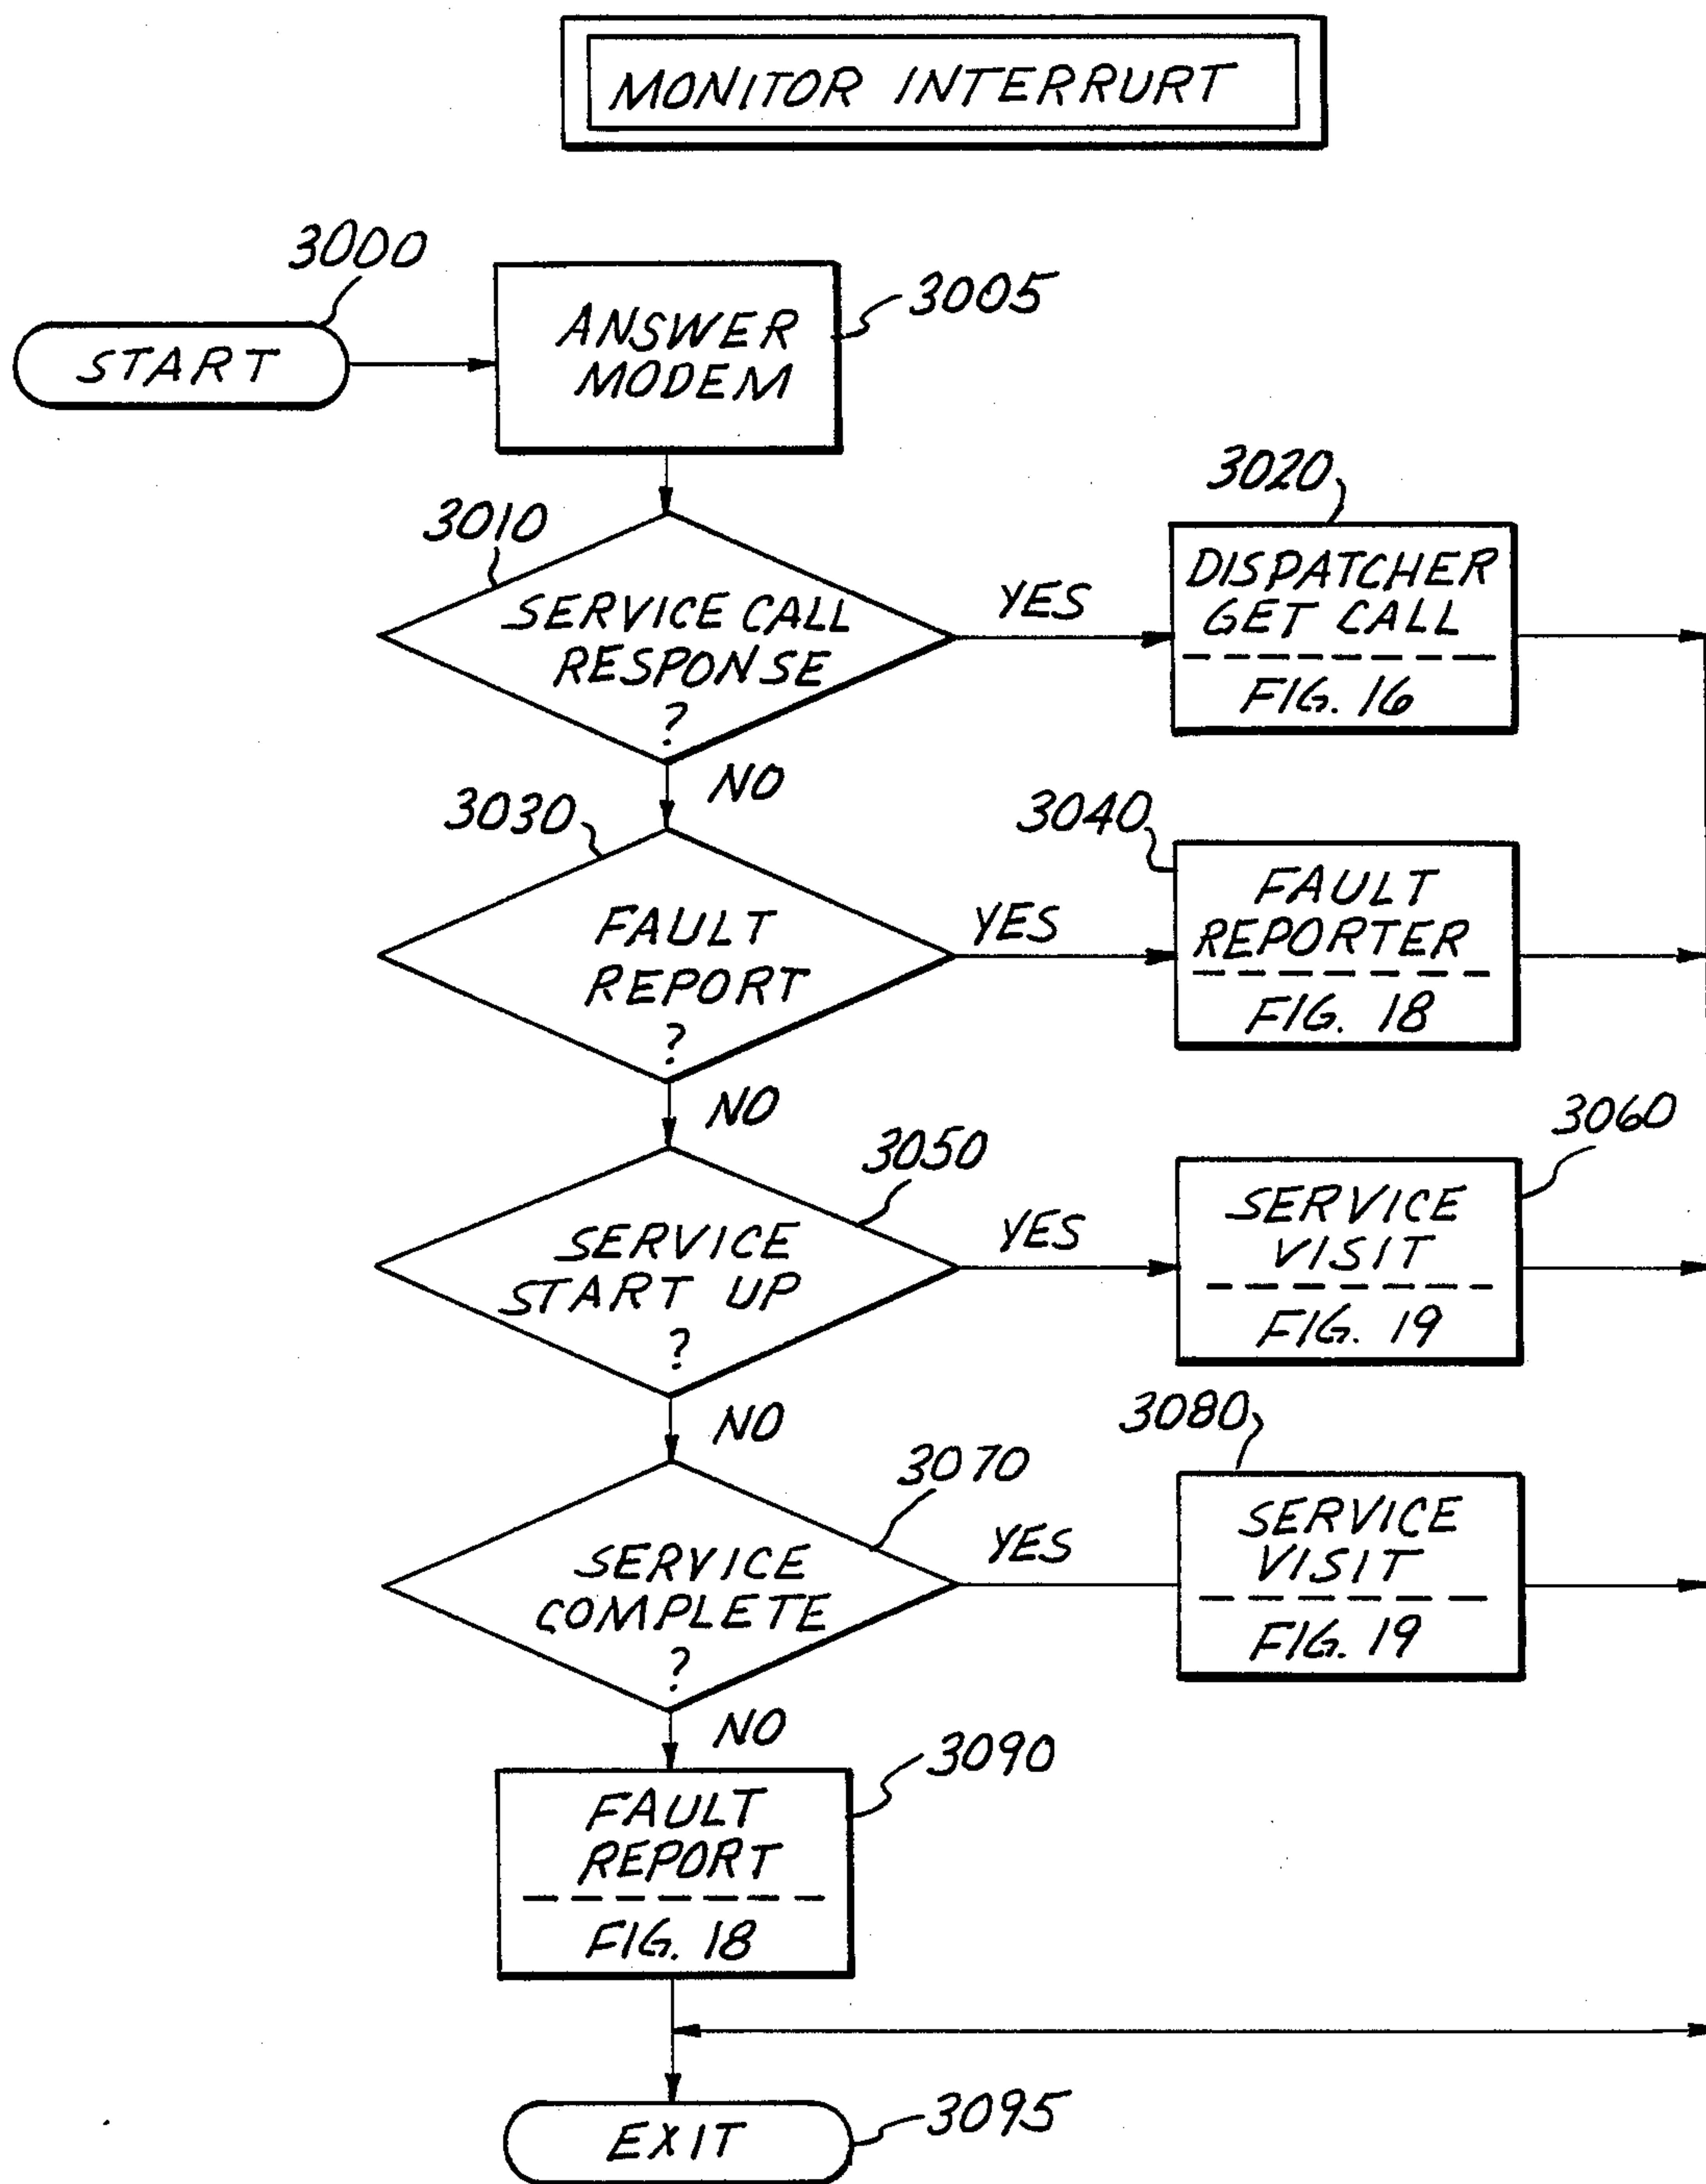 MONITOR INTERRURT
3000
START
ANSWER
MODEM
3005
3010
SERVICE CALL
RESPONSE
?
YES
3020
DISPATCHER
GET CALL
FIG. 16
NO
3030
FAULT
REPORT
?
YES
3040
FAULT
REPORTER
FIG. 18
NO
3050
SERVICE
START UP
?
YES
3060
SERVICE
VISIT
FIG. 19
NO
3070
SERVICE
COMPLETE
?
YES
3080
SERVICE
VISIT
FIG. 19
NO
3090
FAULT
REPORT
FIG. 18
EXIT
3095